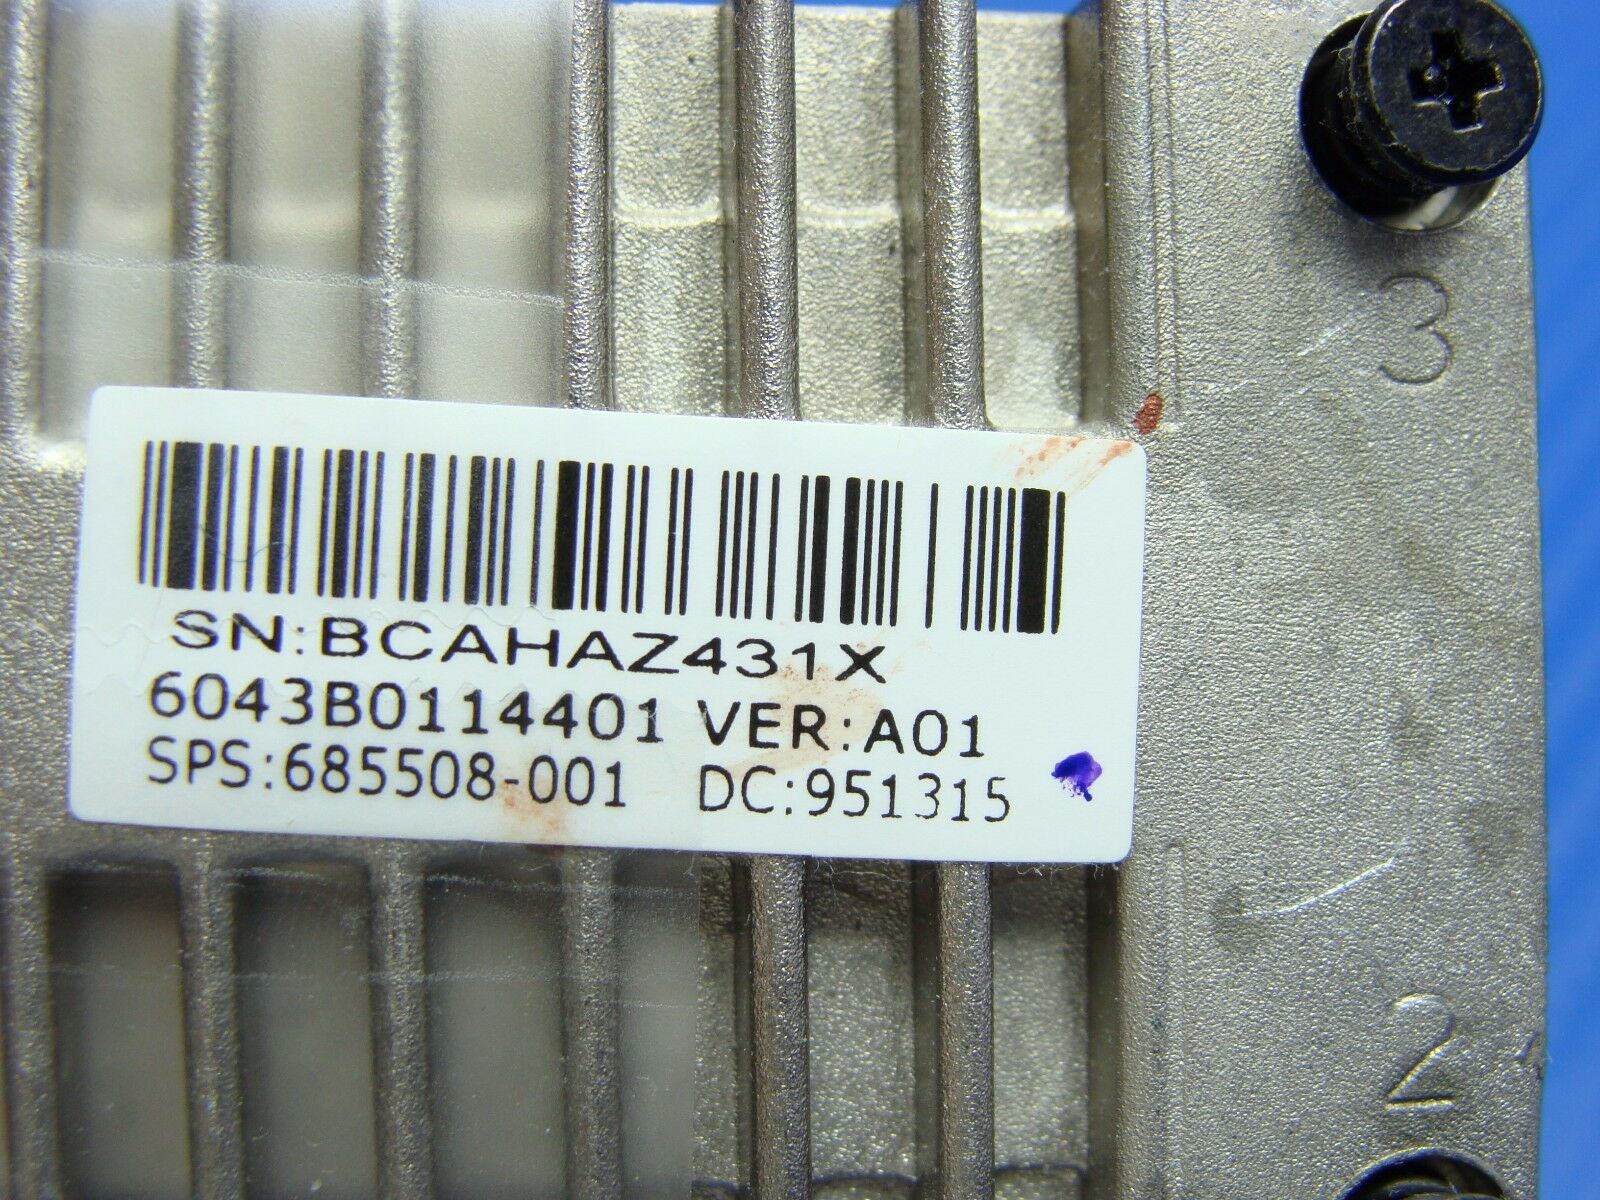 3
SN:BCAHAZ431X
6043B0114401 VER:A01
SPS:685508-001 DC:951315
2